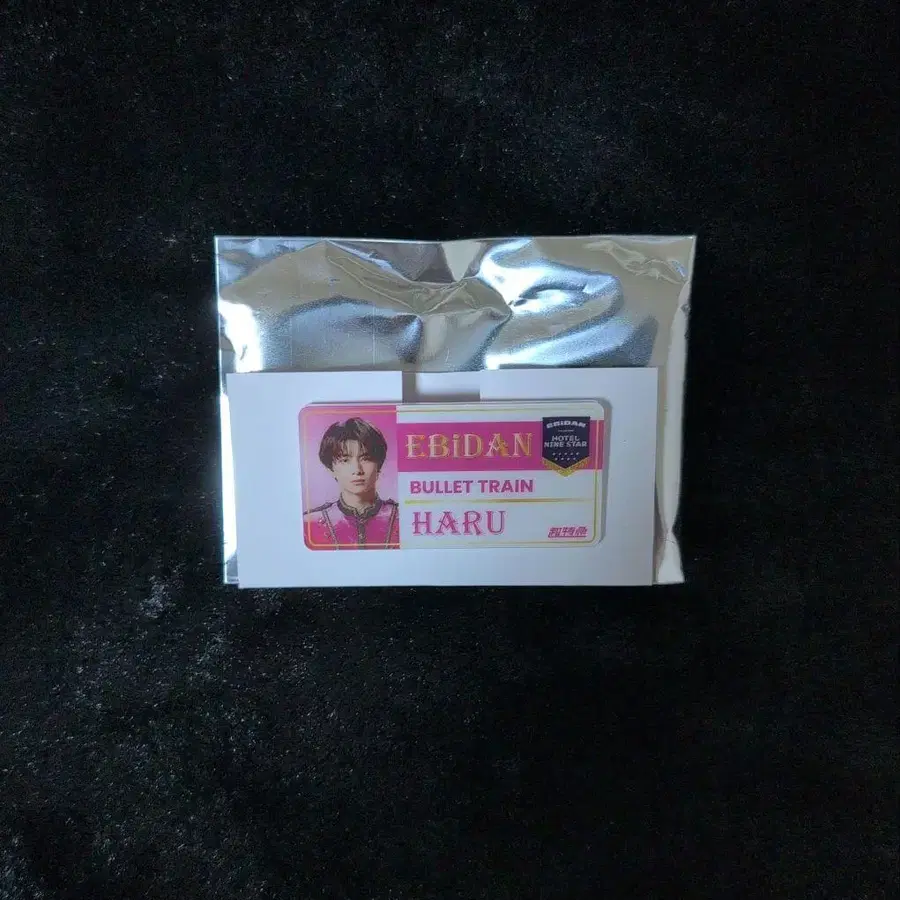 EBiDAN
BULLET TRAIN
HARU
EBiDAN
HOTEL
NINE STAR
超特急